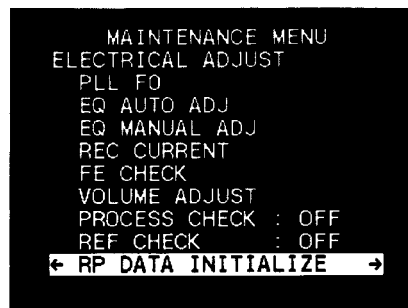 MAINTENANCE MENU
ELECTRICAL ADJUST
PLL FO
EQ AUTO ADJ
EQ MANUAL ADJ
REC CURRENT
FE CHECK
VOLUME ADJUST
PROCESS CHECK : OFF
REF CHECK : OFF
← RP DATA INITIALIZE →